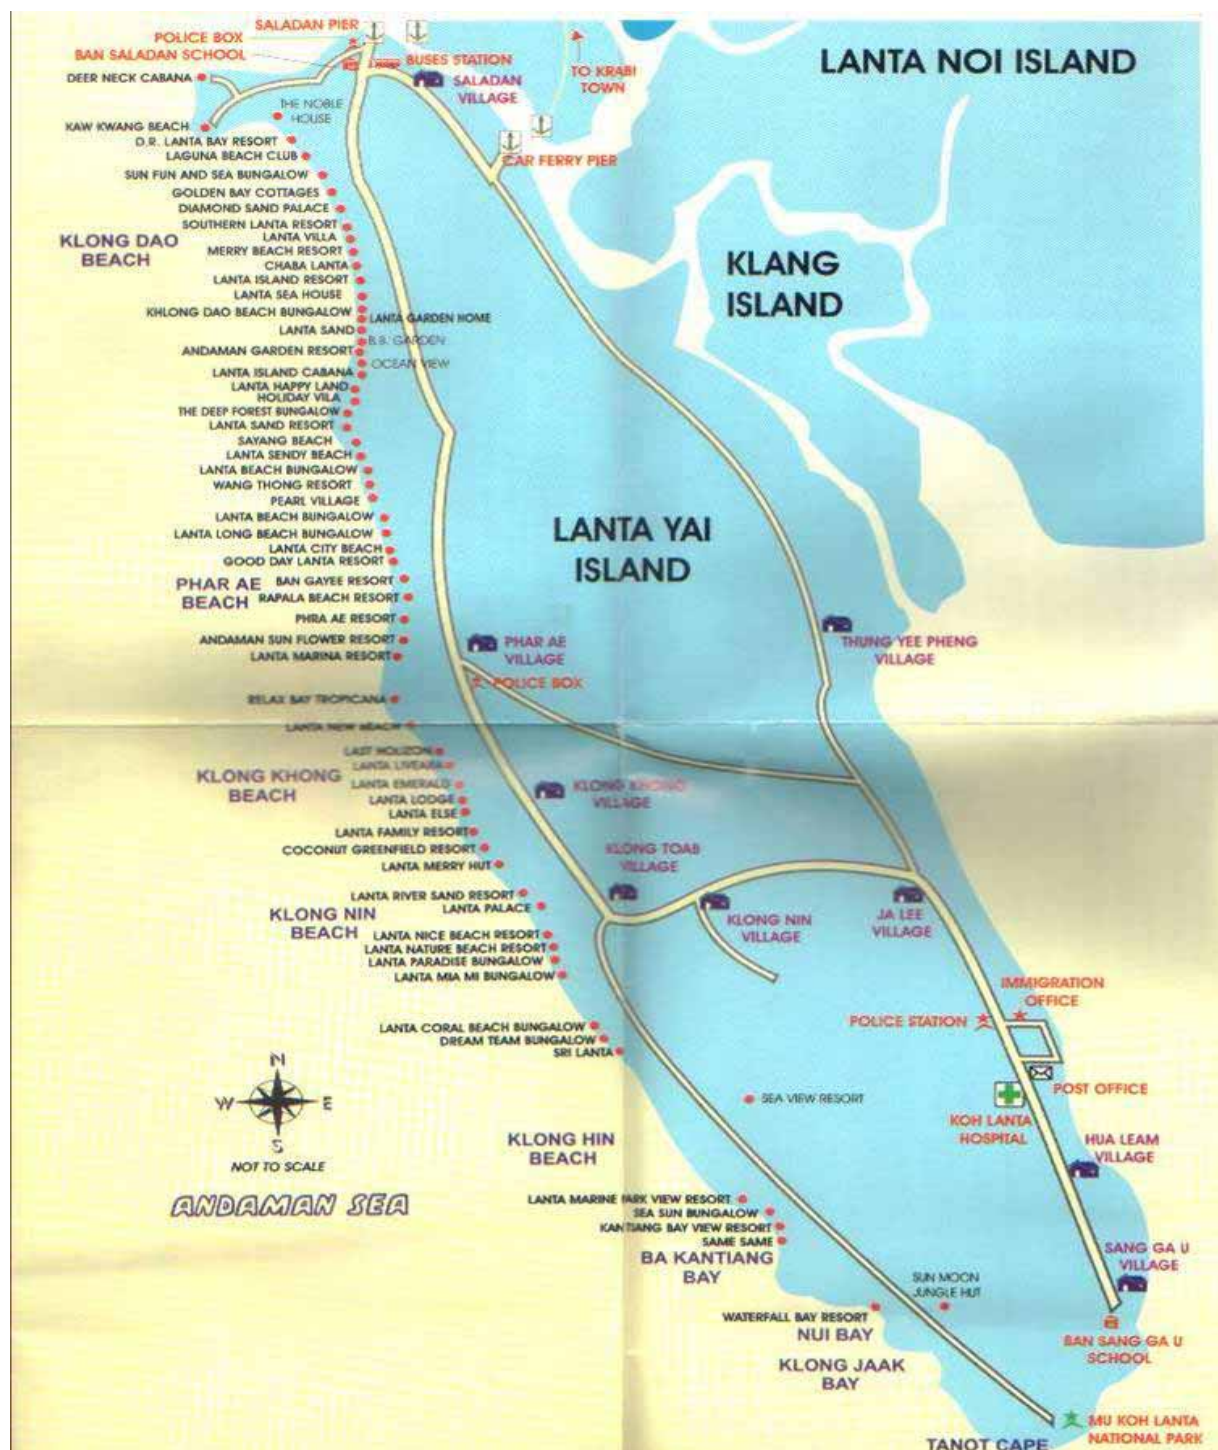 SALADAN PIER
POLICE BOX
BAN SALADAN SCHOOL
BUSES STATION
DEER NECK CABANA
SALADAN
VILLAGE
TO KRABI
TOWN
LANTA NOI ISLAND
THE NOBLE
HOUSE
KAW KWANG BEACH
D.R. LANTA BAY RESORT
LAGUNA BEACH CLUB
CAR FERRY PIER
SUN FUN AND SEA BUNGALOW
GOLDEN BAY COTTAGES
DIAMOND SAND PALACE
SOUTHERN LANTA RESORT
KLONG DAO
BEACH
LANTA VILLA
MERRY BEACH RESORT
CHABA LANTA
LANTA ISLAND RESORT
LANTA SEA HOUSE
KLANG
ISLAND
KHLONG DAO BEACH BUNGALOW
LANTA GARDEN HOME
LANTA SAND
B.B. GARDEN
ANDAMAN GARDEN RESORT
OCEAN VIEW
LANTA ISLAND CABANA
LANTA HAPPY LAND
HOLIDAY VILA
THE DEEP FOREST BUNGALOW
LANTA SAND RESORT
SAYANG BEACH
LANTA SENDY BEACH
LANTA BEACH BUNGALOW
WANG THONG RESORT
PEARL VILLAGE
LANTA BEACH BUNGALOW
LANTA LONG BEACH BUNGALOW
LANTA CITY BEACH
GOOD DAY LANTA RESORT
LANTA YAI
ISLAND
PHAR AE
BEACH
BAN GAYEE RESORT
RAPALA BEACH RESORT
PHRA AE RESORT
ANDAMAN SUN FLOWER RESORT
LANTA MARINA RESORT
PHAR AE
VILLAGE
THUNG YEE PHENG
VILLAGE
POLICE BOX
RELAX BAY TROPICANA
LANTA NEW BEACH
LAST HORIZON
LANTA LIVEARA
KLONG KHONG
BEACH
LANTA EMERALD
LANTA LODGE
LANTA ELSE
KLONG KHONG
VILLAGE
LANTA FAMILY RESORT
COCONUT GREENFIELD RESORT
LANTA MERRY HUT
KLONG TOAB
VILLAGE
LANTA RIVER SAND RESORT
LANTA PALACE
KLONG NIN
BEACH
KLONG NIN
VILLAGE
JA LEE
VILLAGE
LANTA NICE BEACH RESORT
LANTA NATURE BEACH RESORT
LANTA PARADISE BUNGALOW
LANTA MIA MI BUNGALOW
IMMIGRATION
OFFICE
POLICE STATION
LANTA CORAL BEACH BUNGALOW
DREAM TEAM BUNGALOW
SRI LANTA
N
W E
S
NOT TO SCALE
SEA VIEW RESORT
POST OFFICE
KOH LANTA
HOSPITAL
KLONG HIN
BEACH
HUA LEAM
VILLAGE
ANDAMAN SEA
LANTA MARINE PARK VIEW RESORT
SEA SUN BUNGALOW
KANTIANG BAY VIEW RESORT
SAME SAME
BA KANTIANG
BAY
SANG GA U
VILLAGE
SUN MOON
JUNGLE HUT
WATERFALL BAY RESORT
NUI BAY
BAN SANG GA U
SCHOOL
KLONG JAAK
BAY
MU KOH LANTA
NATIONAL PARK
TANOT CAPE